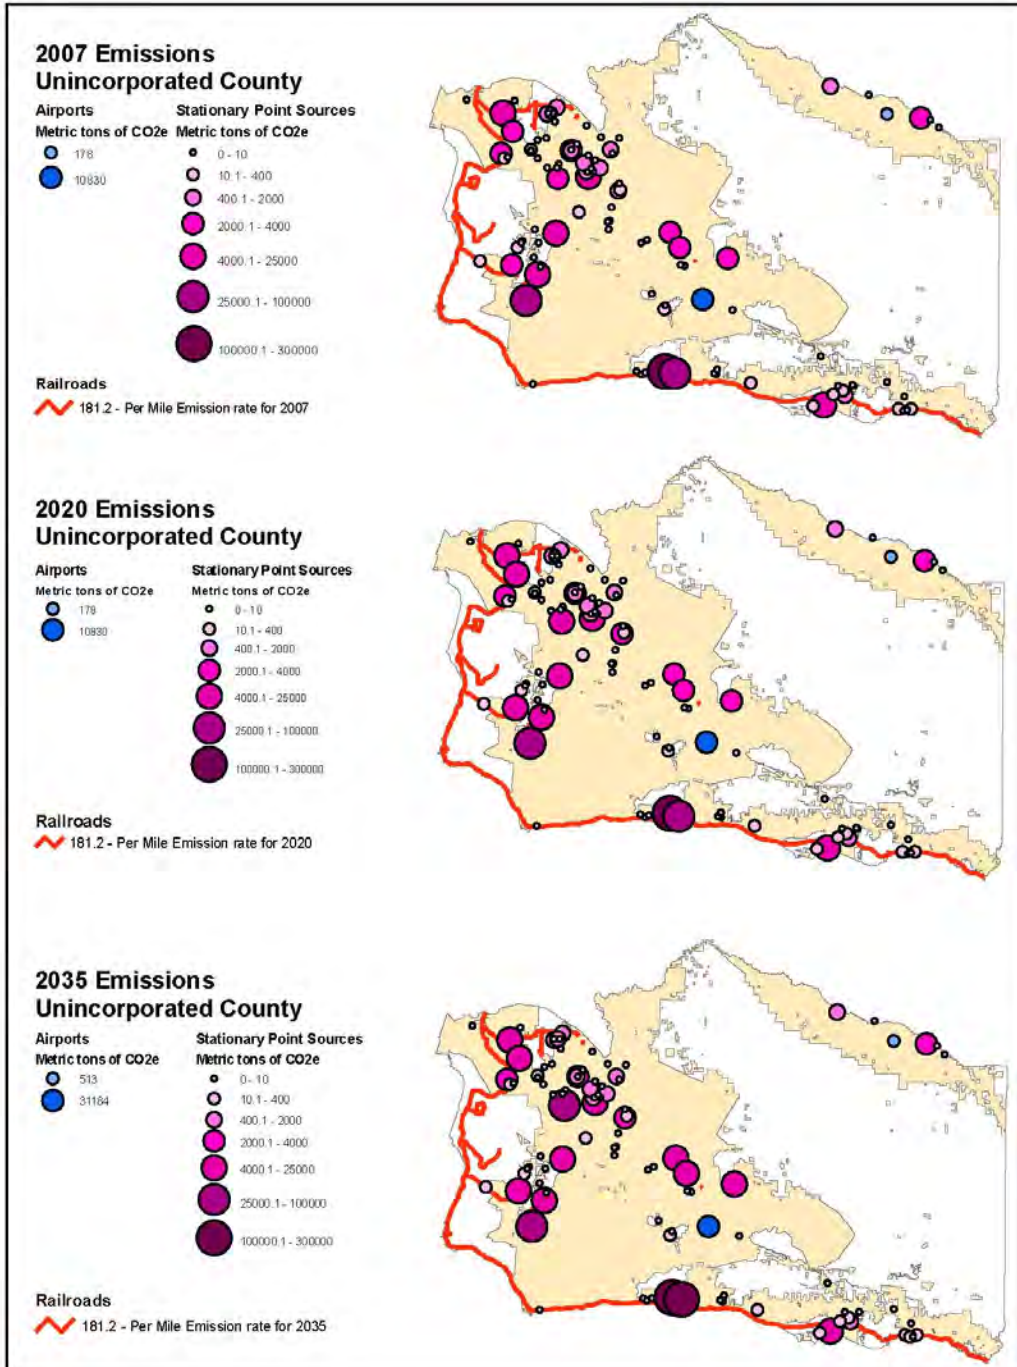 2007 Emissions
Unincorporated County
Airports
Metric tons of CO2e
178
10830
Stationary Point Sources
Metric tons of CO2e
0 - 10
10.1 - 400
400.1 - 2000
2000.1 - 4000
4000.1 - 25000
25000.1 - 100000
100000.1 - 300000
Railroads
181.2 - Per Mile Emission rate for 2007
2020 Emissions
Unincorporated County
Airports
Metric tons of CO2e
178
10830
Stationary Point Sources
Metric tons of CO2e
0 - 10
10.1 - 400
400.1 - 2000
2000.1 - 4000
4000.1 - 25000
25000.1 - 100000
100000.1 - 300000
Railroads
181.2 - Per Mile Emission rate for 2020
2035 Emissions
Unincorporated County
Airports
Metric tons of CO2e
513
31184
Stationary Point Sources
Metric tons of CO2e
0 - 10
10.1 - 400
400.1 - 2000
2000.1 - 4000
4000.1 - 25000
25000.1 - 100000
100000.1 - 300000
Railroads
181.2 - Per Mile Emission rate for 2035